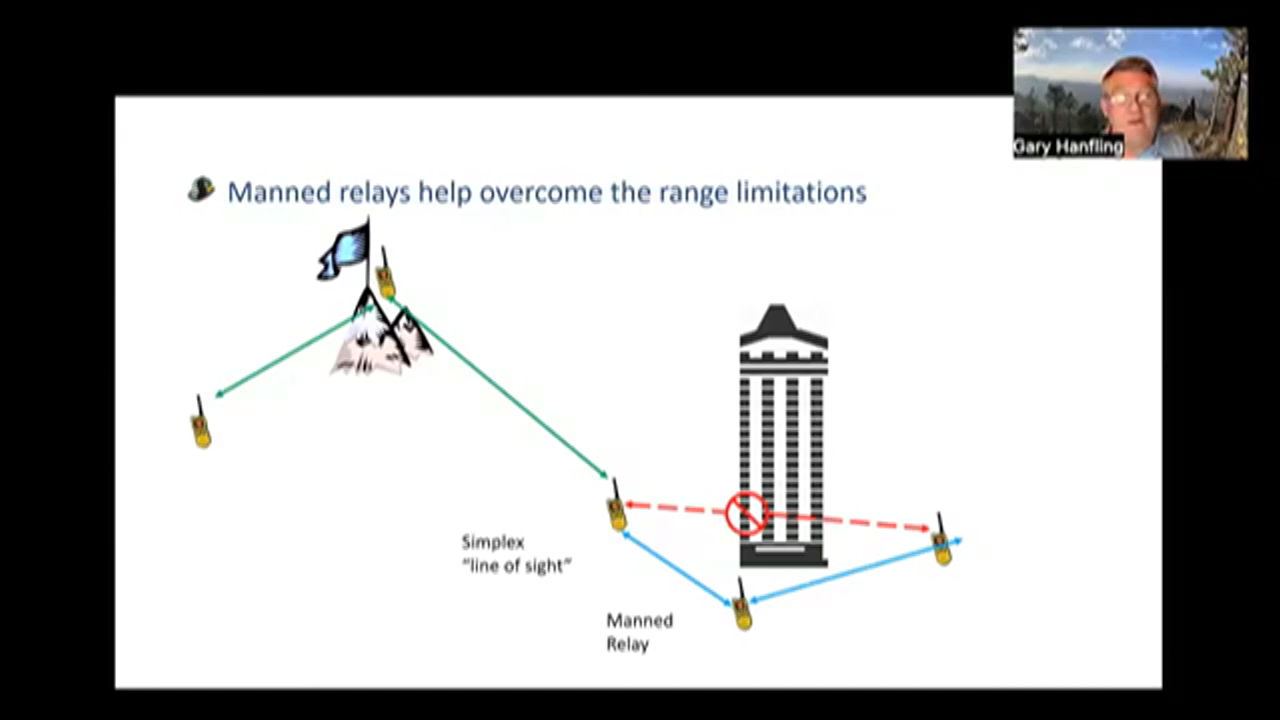 Gary Hanfling
Manned relays help overcome the range limitations
Simplex
“line of sight”
Manned
Relay